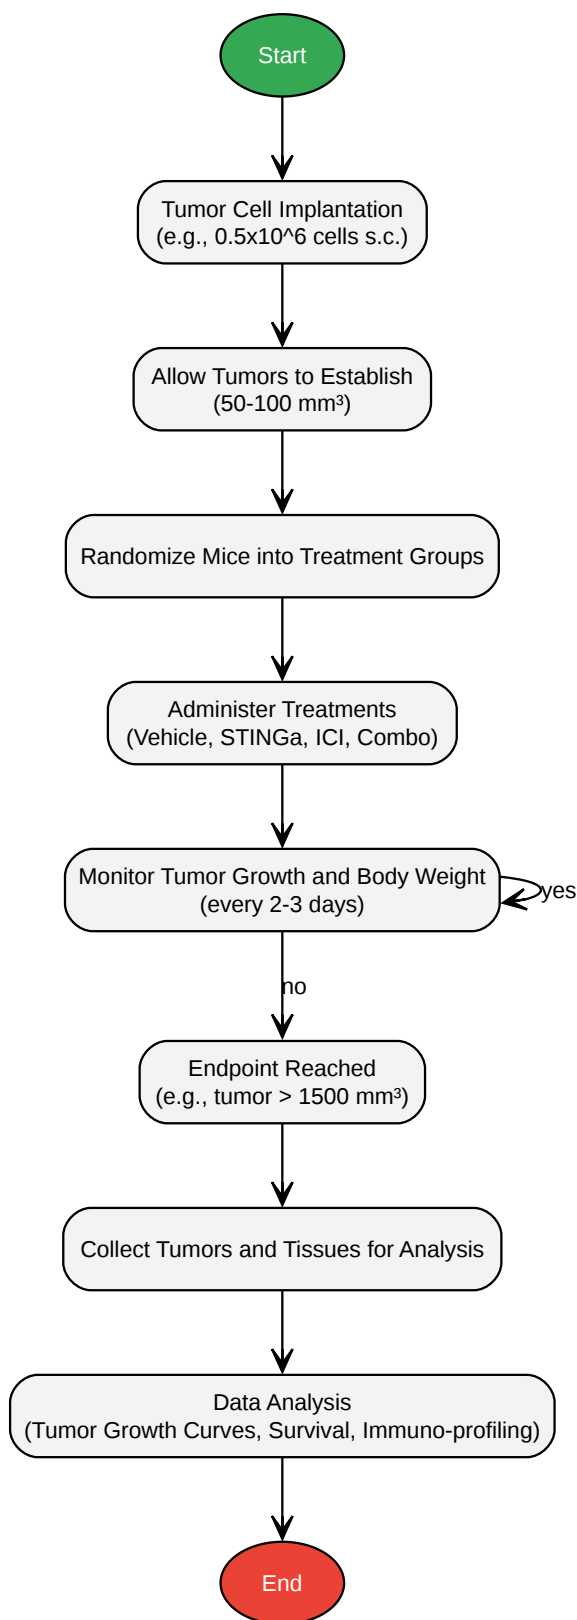 Start
Tumor Cell Implantation
(e.g., 0.5x10^6 cells s.c.)
Allow Tumors to Establish
(50-100 mm³)
Randomize Mice into Treatment Groups
Administer Treatments
(Vehicle, STINGa, ICI, Combo)
Monitor Tumor Growth and Body Weight
(every 2-3 days)
yes
no
Endpoint Reached
(e.g., tumor > 1500 mm³)
Collect Tumors and Tissues for Analysis
Data Analysis
(Tumor Growth Curves, Survival, Immuno-profiling)
End